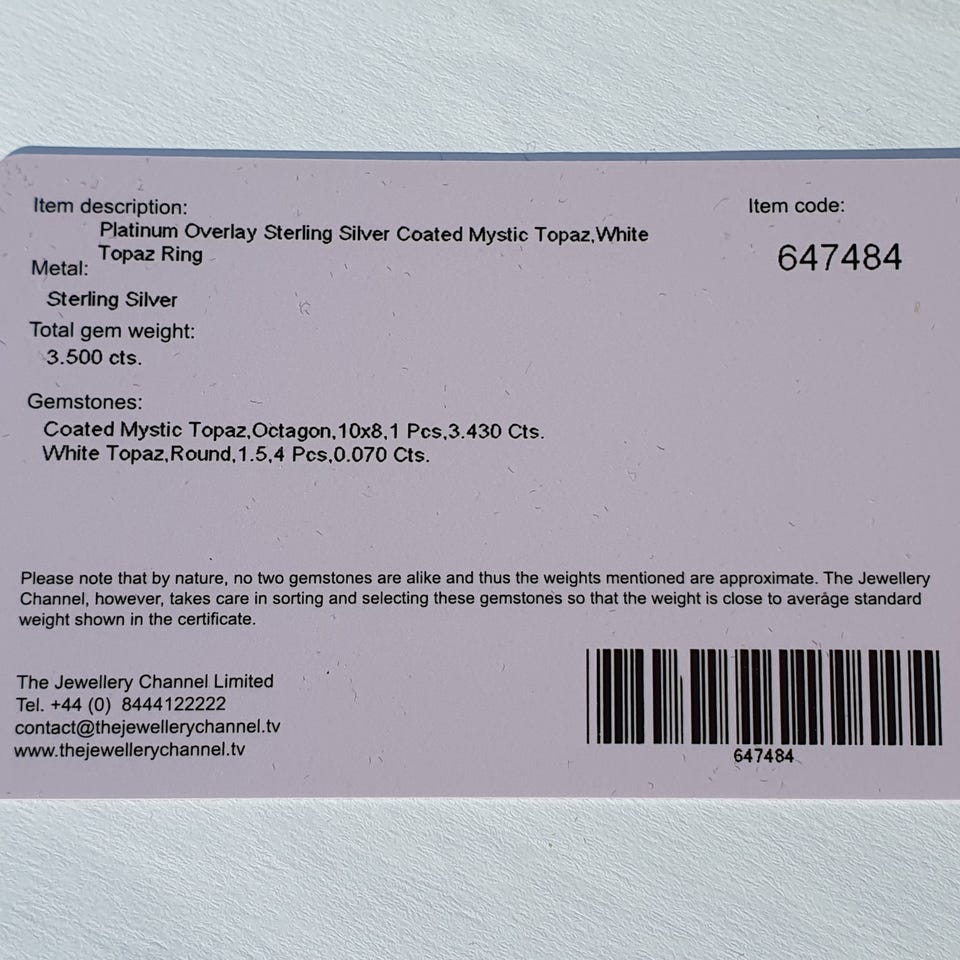 Item description:
Platinum Overlay Sterling Silver Coated Mystic Topaz,White
Topaz Ring
Item code:
647484
Metal:
Sterling Silver
Total gem weight:
3.500 cts.
Gemstones:
Coated Mystic Topaz,Octagon,10x8,1 Pcs,3.430 Cts.
White Topaz,Round,1.5,4 Pcs,0.070 Cts.
Please note that by nature, no two gemstones are alike and thus the weights mentioned are approximate. The Jewellery
Channel, however, takes care in sorting and selecting these gemstones so that the weight is close to average standard
weight shown in the certificate.
The Jewellery Channel Limited
Tel. +44 (0) 8444122222
contact@thejewellerychannel.tv
www.thejewellerychannel.tv
647484